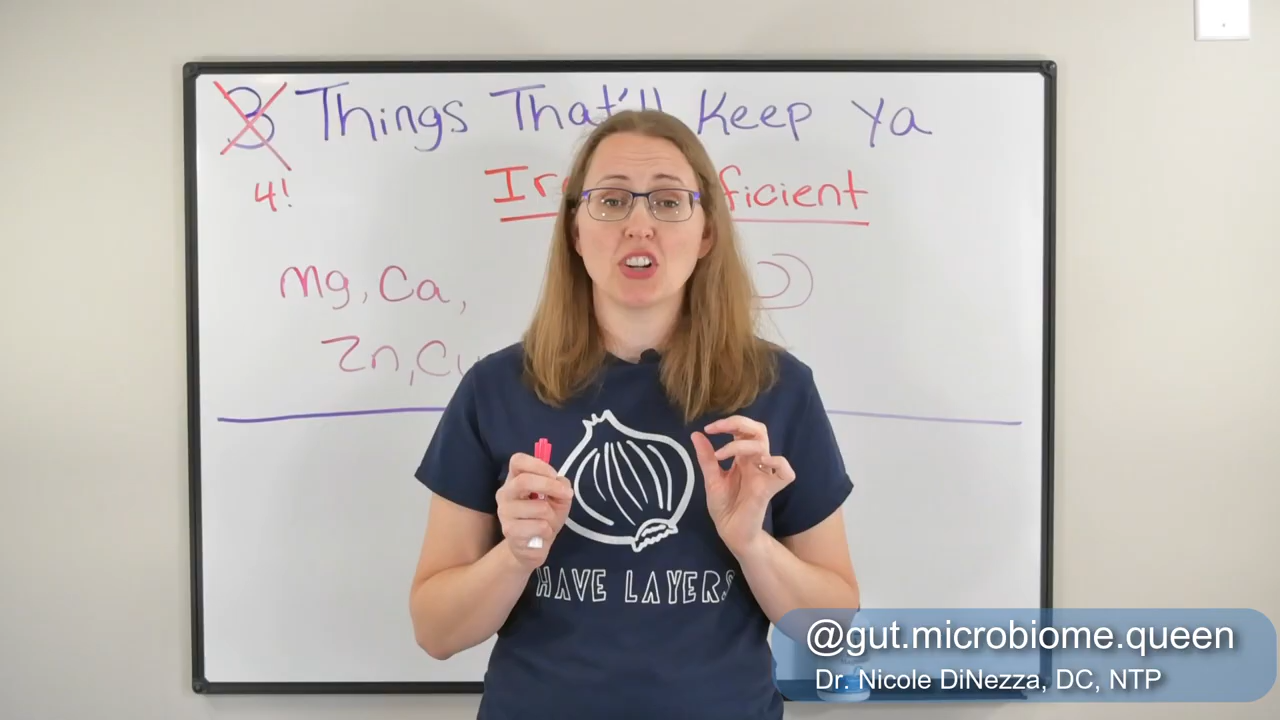 3 Things That'll Keep Ya
4!
Mg, Ca,
Zn, Cu
HAVE LAYERS
@gut.microbiome.queen
Dr. Nicole DiNezza, DC, NTP